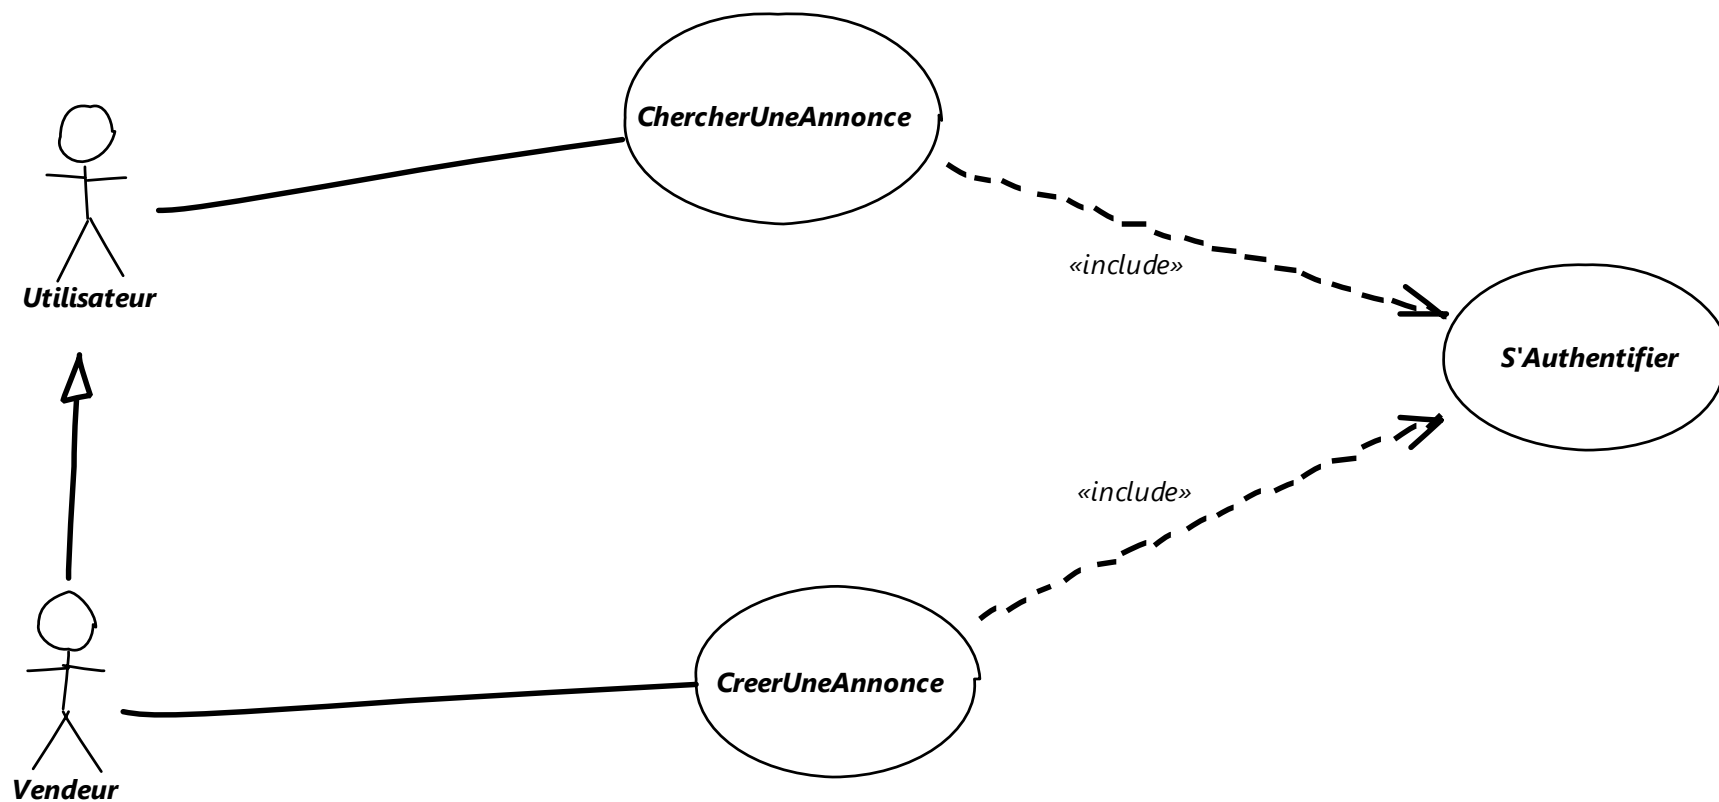 ChercherUneAnnonce
«include»
Utilisateur
S'Authentifier
«include»
CreerUneAnnonce
Vendeur